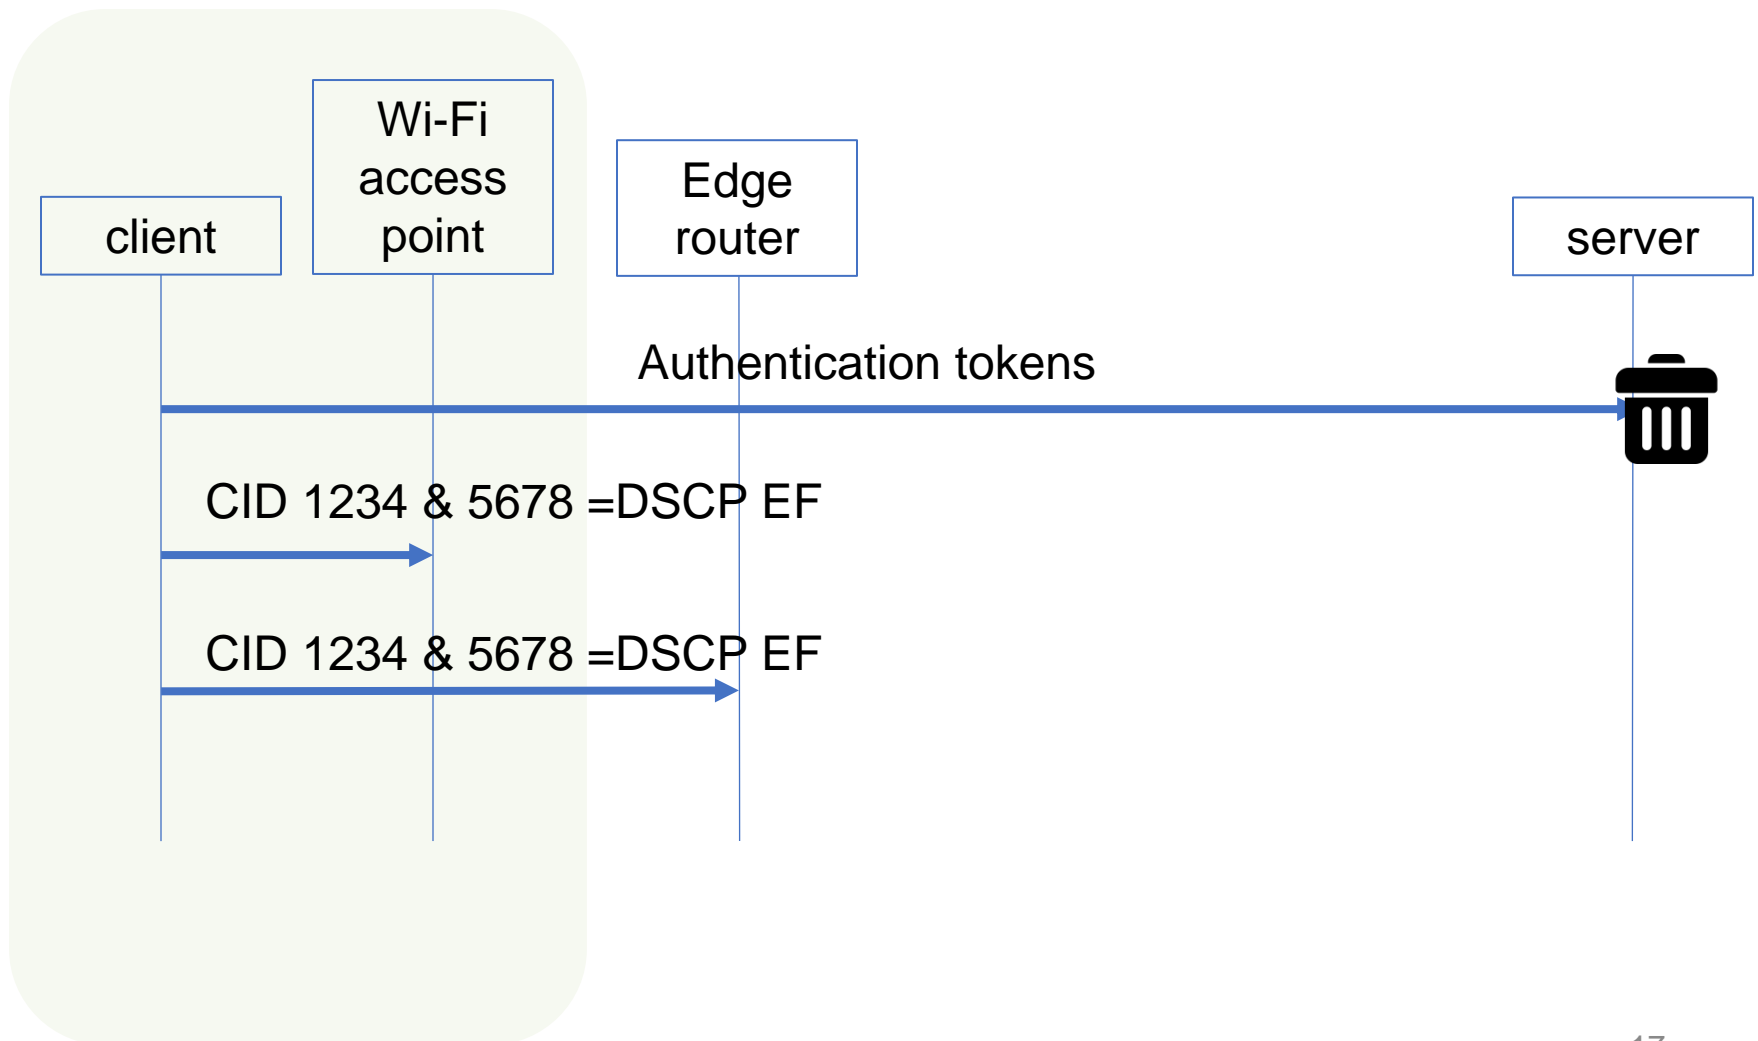 client
Wi-Fi
access
point
Edge
router
server
Authentication tokens
CID 1234 & 5678 =DSCP EF
CID 1234 & 5678 =DSCP EF
17